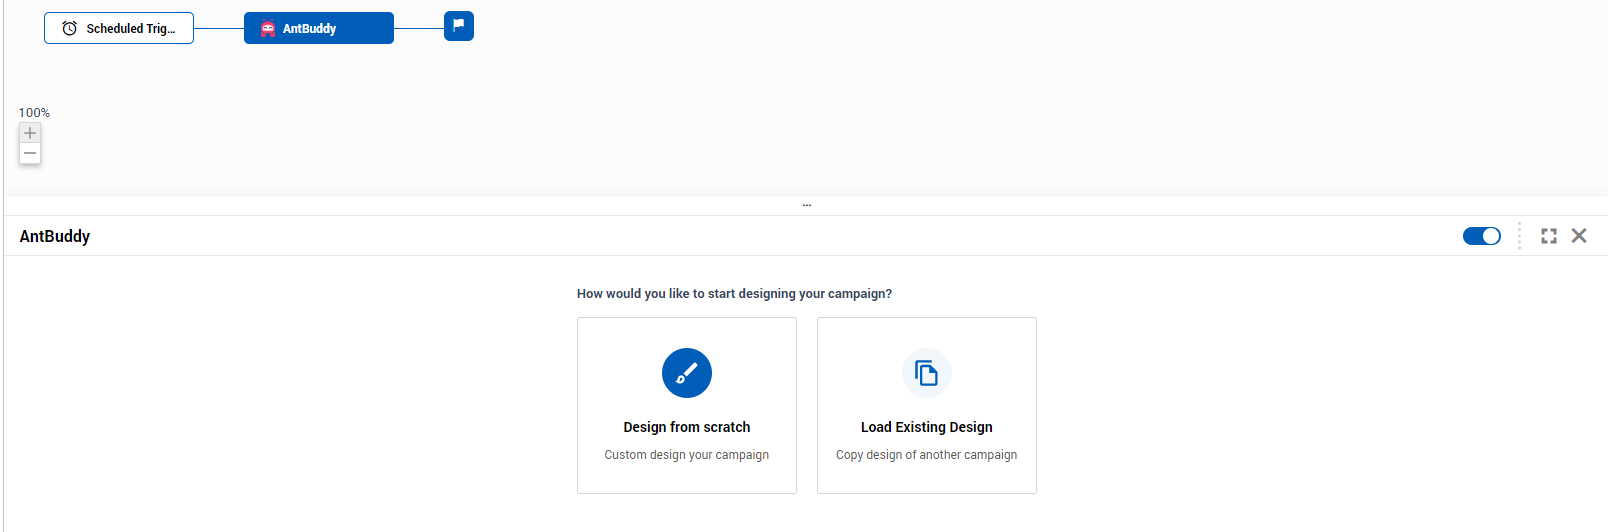 Scheduled Trig...
AntBuddy
100%
...
AntBuddy
How would you like to start designing your campaign?
Design from scratch
Custom design your campaign
Load Existing Design
Copy design of another campaign